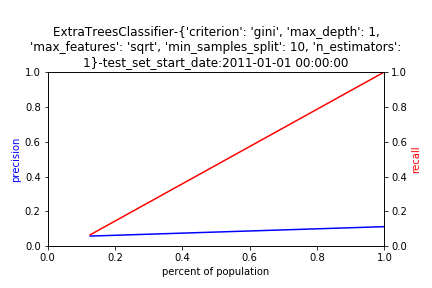 ExtraTreesClassifier-{'criterion': 'gini', 'max_depth': 1,
'max_features': 'sqrt', 'min_samples_split': 10, 'n_estimators':
1}-test_set_start_date:2011-01-01 00:00:00
1.0
0.8
0.6
0.4
0.2
0.0
precision
1.0
0.8
0.6
0.4
0.2
0.0
recall
0.0 0.2 0.4 0.6 0.8 1.0
percent of population